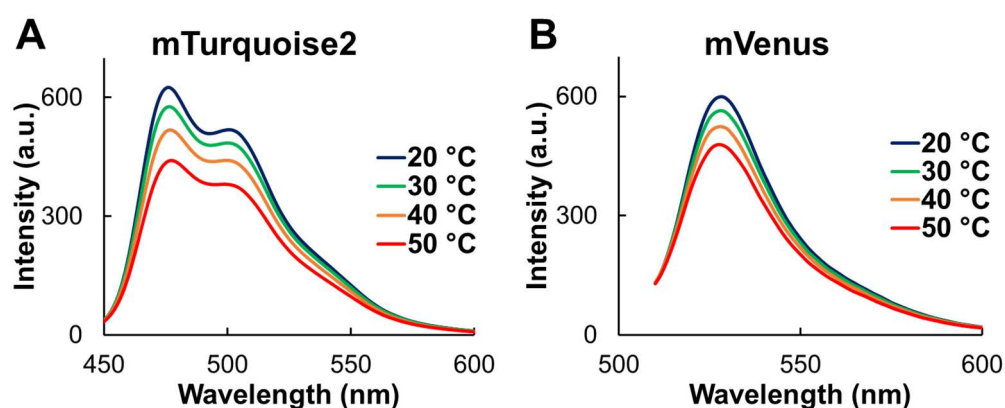 A
mTurquoise2
Intensity (a.u.)
600
300
0
450
500
550
600
Wavelength (nm)
20 °C
30 °C
40 °C
50 °C
B
mVenus
Intensity (a.u.)
600
300
0
500
550
600
Wavelength (nm)
20 °C
30 °C
40 °C
50 °C